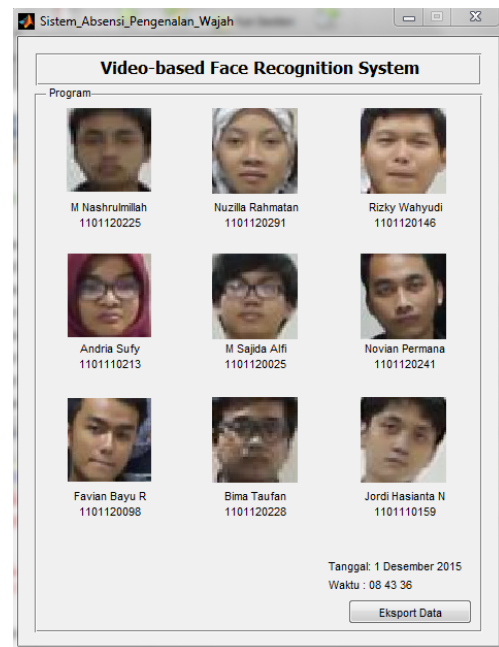 Sistem_Absensi_Pengenalan_Wajah
Video-based Face Recognition System
Program
M Nashrulmillah Nuzilla Rahmatan Rizky Wahyudi
1101120225 1101120291 1101120146
Andria Sufy M Sajida Alfi Novian Permana
1101110213 1101120025 1101120241
Favian Bayu R Bima Taufan Jordi Hasianta N
1101120098 1101120228 1101110159
Tanggal: 1 Desember 2015
Waktu : 08 43 36
Eksport Data